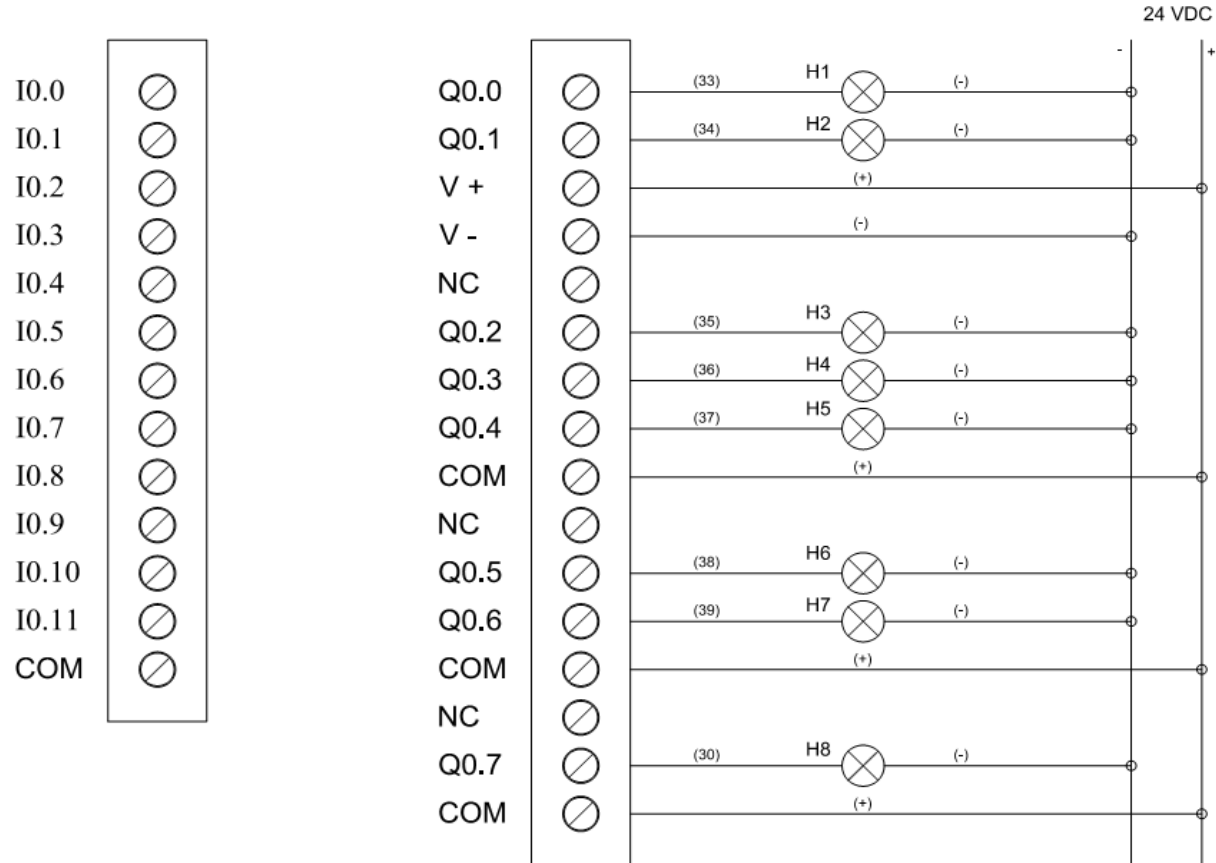 24 VDC
- +
I0.0 Q0.0 (33) H1 (-)
I0.1 Q0.1 (34) H2 (-)
I0.2 V + (+)
I0.3 V - (-)
I0.4 NC
I0.5 Q0.2 (35) H3 (-)
I0.6 Q0.3 (36) H4 (-)
I0.7 Q0.4 (37) H5 (-)
I0.8 COM (+)
I0.9 NC
I0.10 Q0.5 (38) H6 (-)
I0.11 Q0.6 (39) H7 (-)
COM COM (+)
NC
Q0.7 (30) H8 (-)
COM (+)